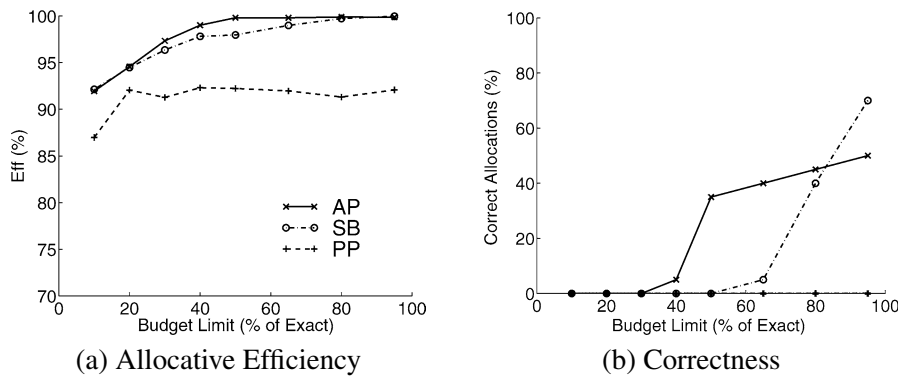 100
95
90
85
80
75
70
Eff (%)
0 20 40 60 80 100
Budget Limit (% of Exact)
AP
SB
PP
(a) Allocative Efficiency
100
80
60
40
20
0
Correct Allocations (%)
0 20 40 60 80 100
Budget Limit (% of Exact)
(b) Correctness